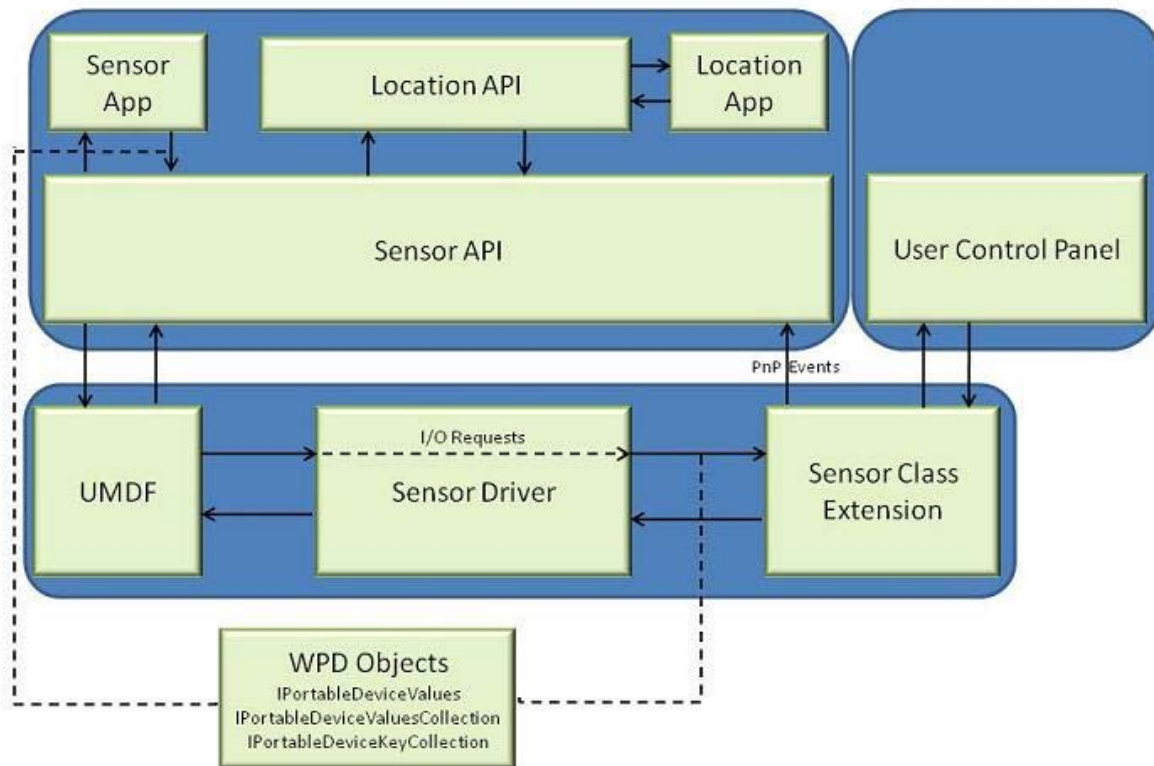 Sensor
App
Location API
Location
App
Sensor API
User Control Panel
PnP Events
UMDF
I/O Requests
Sensor Driver
Sensor Class
Extension
WPD Objects
IPortableDeviceValues
IPortableDeviceValuesCollection
IPortableDeviceKeyCollection